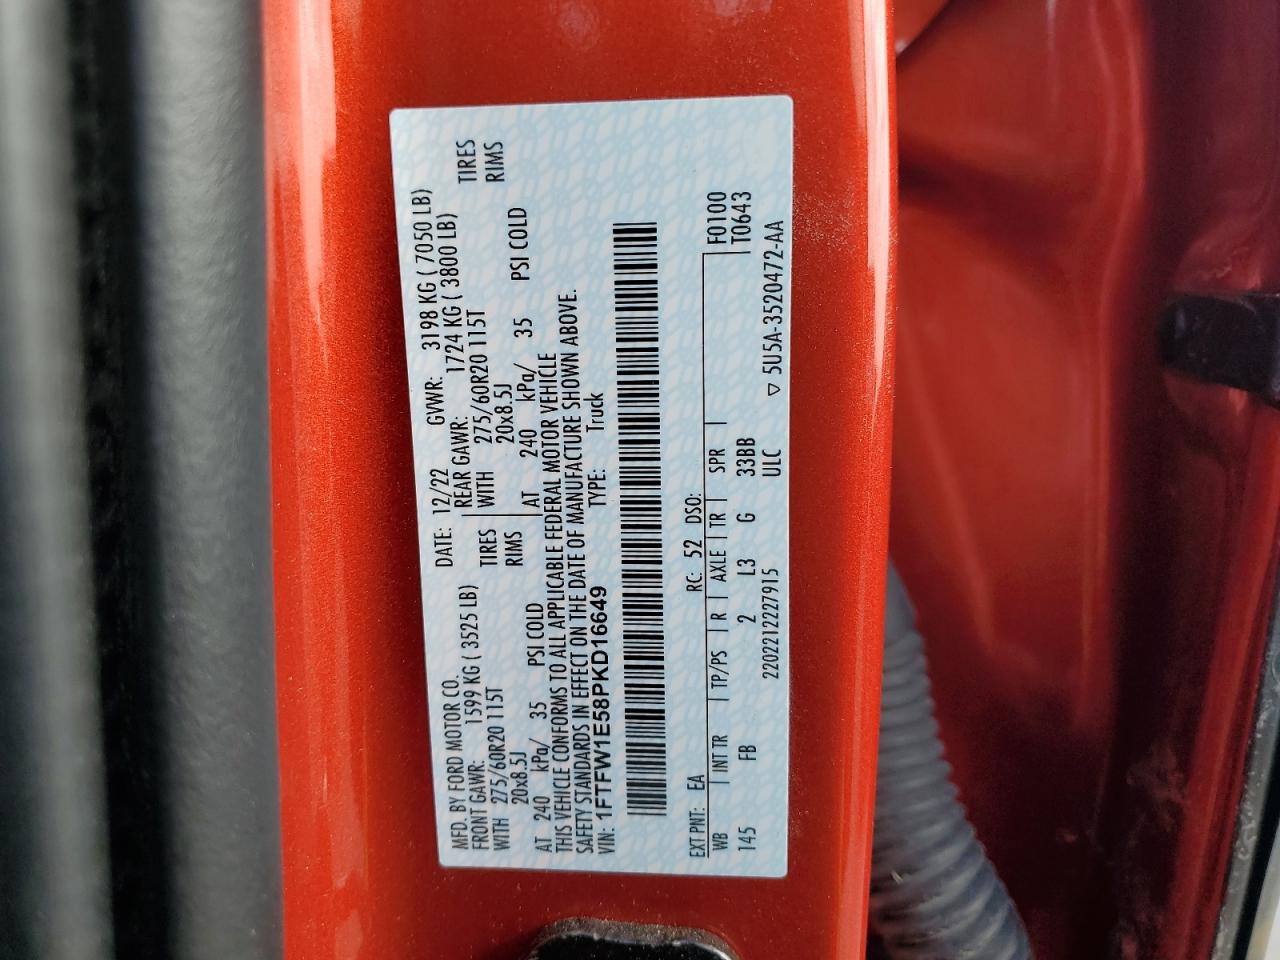 MFD. BY FORD MOTOR CO.
DATE: 12/22 GVWR: 3198 KG ( 7050 LB)
FRONT GAWR: 1599 KG ( 3525 LB) REAR GAWR: 1724 KG ( 3800 LB)
WITH 275/60R20 115T TIRES WITH 275/60R20 115T TIRES
20x8.5J RIMS 20x8.5J RIMS
AT 240 kPa/ 35 PSI COLD AT 240 kPa/ 35 PSI COLD
THIS VEHICLE CONFORMS TO ALL APPLICABLE FEDERAL MOTOR VEHICLE
SAFETY STANDARDS IN EFFECT ON THE DATE OF MANUFACTURE SHOWN ABOVE.
VIN: 1FTFW1E58PKD16649 TYPE: Truck
EXT PNT: EA RC: 52 DSO: F0100
WB INT TR TP/PS R AXLE TR SPR T0643
145 FB 2 L3 G 33BB
2202212227915 ULC ▽ 5U5A-3520472-AA